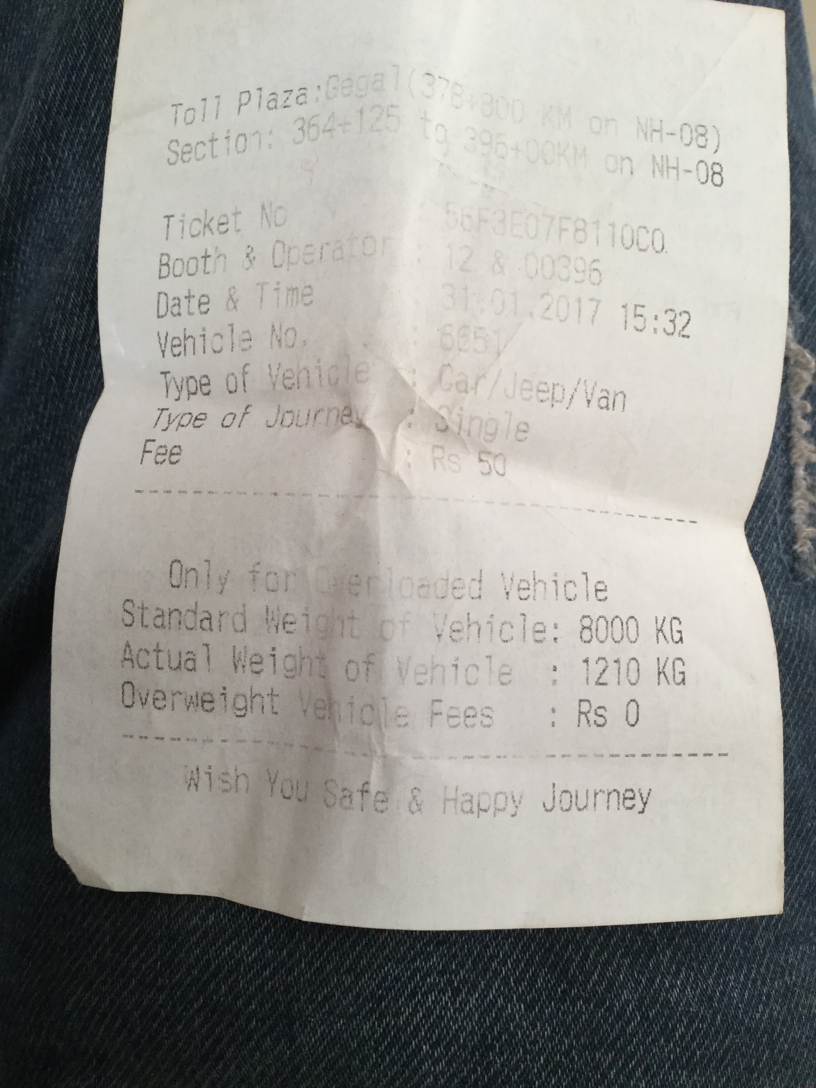 Toll Plaza:Gegal(378+800 KM on NH-08)
Section: 364+125 to 396+00KM on NH-08
Ticket No : 56F3E07F8110C0
Booth & Operator : 12 & 00396
Date & Time : 31.01.2017 15:32
Vehicle No. : 6651
Type of Vehicle : Car/Jeep/Van
Type of Journey : Single
Fee : Rs 50
Only for Overloaded Vehicle
Standard Weight of Vehicle: 8000 KG
Actual Weight of Vehicle : 1210 KG
Overweight Vehicle Fees : Rs 0
Wish You Safe & Happy Journey